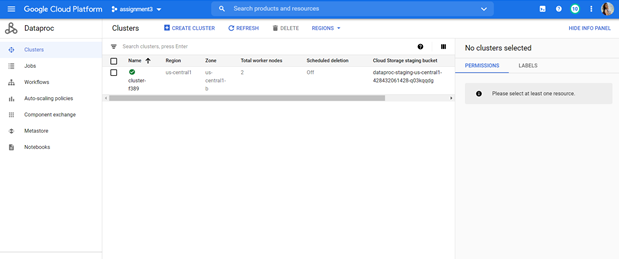 Google Cloud Platform
assignment3
Search products and resources
10
Dataproc
Clusters
CREATE CLUSTER
REFRESH
DELETE
REGIONS
HIDE INFO PANEL
Clusters
Jobs
Workflows
Auto-scaling policies
Component exchange
Metastore
Notebooks
Search clusters, press Enter
Name
Region
Zone
Total worker nodes
Scheduled deletion
Cloud Storage staging bucket
cluster-
f389
us-central1
us-
central1-
b
2
Off
dataproc-staging-us-central1-
428432061428-q03kqqdg
No clusters selected
PERMISSIONS
LABELS
Please select at least one resource.